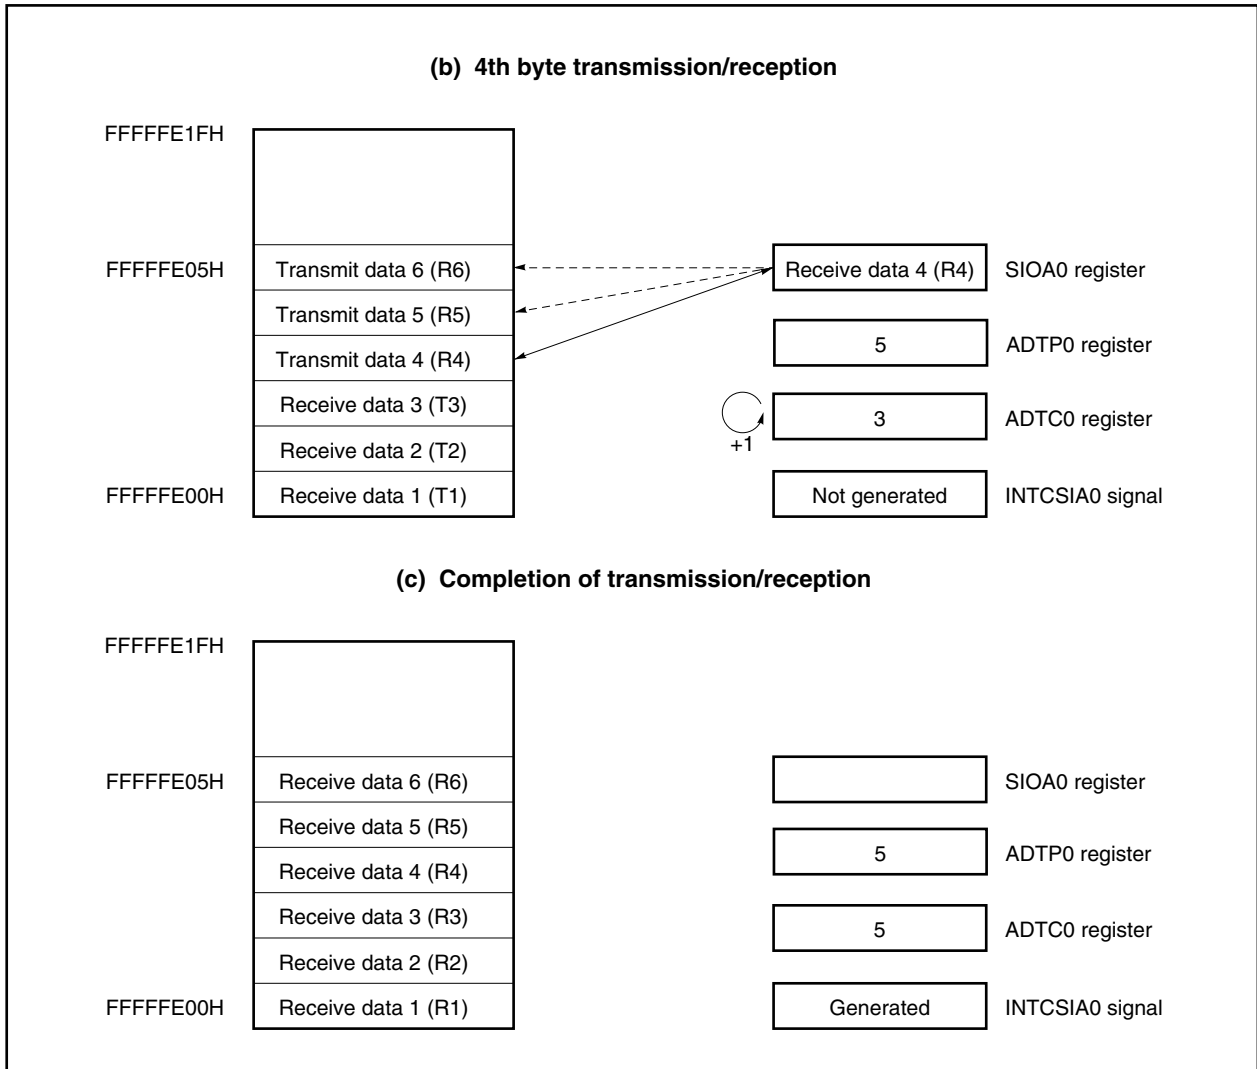 (b) 4th byte transmission/reception
FFFFFE1FH
FFFFFE05H
Transmit data 6 (R6)
Receive data 4 (R4)
SIOA0 register
Transmit data 5 (R5)
5
ADTP0 register
Transmit data 4 (R4)
Receive data 3 (T3)
+1
3
ADTC0 register
Receive data 2 (T2)
FFFFFE00H
Receive data 1 (T1)
Not generated
INTCSIA0 signal
(c) Completion of transmission/reception
FFFFFE1FH
FFFFFE05H
Receive data 6 (R6)
SIOA0 register
Receive data 5 (R5)
5
ADTP0 register
Receive data 4 (R4)
Receive data 3 (R3)
5
ADTC0 register
Receive data 2 (R2)
FFFFFE00H
Receive data 1 (R1)
Generated
INTCSIA0 signal